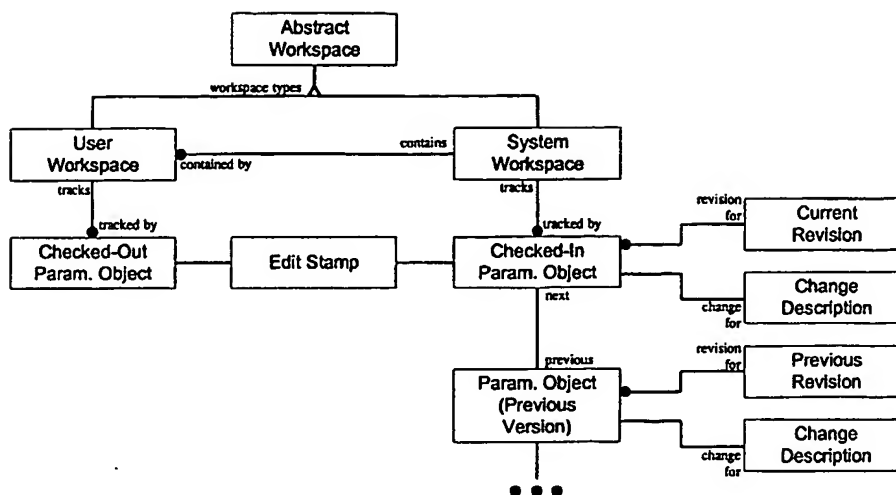 Abstract
Workspace
workspace types
User
Workspace
contained by
contains
System
Workspace
tracks
tracks
tracked by
tracked by
revision
for
Current
Revision
Checked-Out
Param. Object
Edit Stamp
Checked-In
Param. Object
next
change
for
Change
Description
previous
revision
for
Previous
Revision
Param. Object
(Previous
Version)
change
for
Change
Description